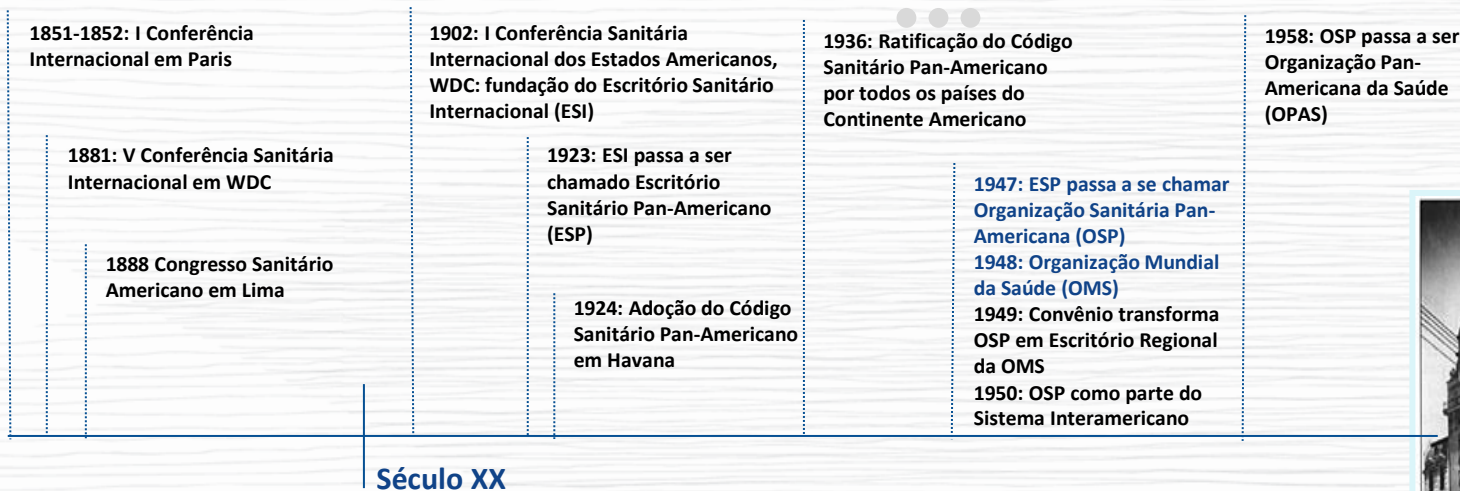 1851-1852: I Conferência
Internacional em Paris
1881: V Conferência Sanitária
Internacional em WDC
1888 Congresso Sanitário
Americano em Lima
1902: I Conferência Sanitária
Internacional dos Estados Americanos,
WDC: fundação do Escritório Sanitário
Internacional (ESI)
1923: ESI passa a ser
chamado Escritório
Sanitário Pan-Americano
(ESP)
1924: Adoção do Código
Sanitário Pan-Americano
em Havana
1936: Ratificação do Código
Sanitário Pan-Americano
por todos os países do
Continente Americano
1947: ESP passa a se chamar
Organização Sanitária Pan-
Americana (OSP)
1948: Organização Mundial
da Saúde (OMS)
1949: Convênio transforma
OSP em Escritório Regional
da OMS
1950: OSP como parte do
Sistema Interamericano
1958: OSP passa a ser
Organização Pan-
Americana da Saúde
(OPAS)
Século XX